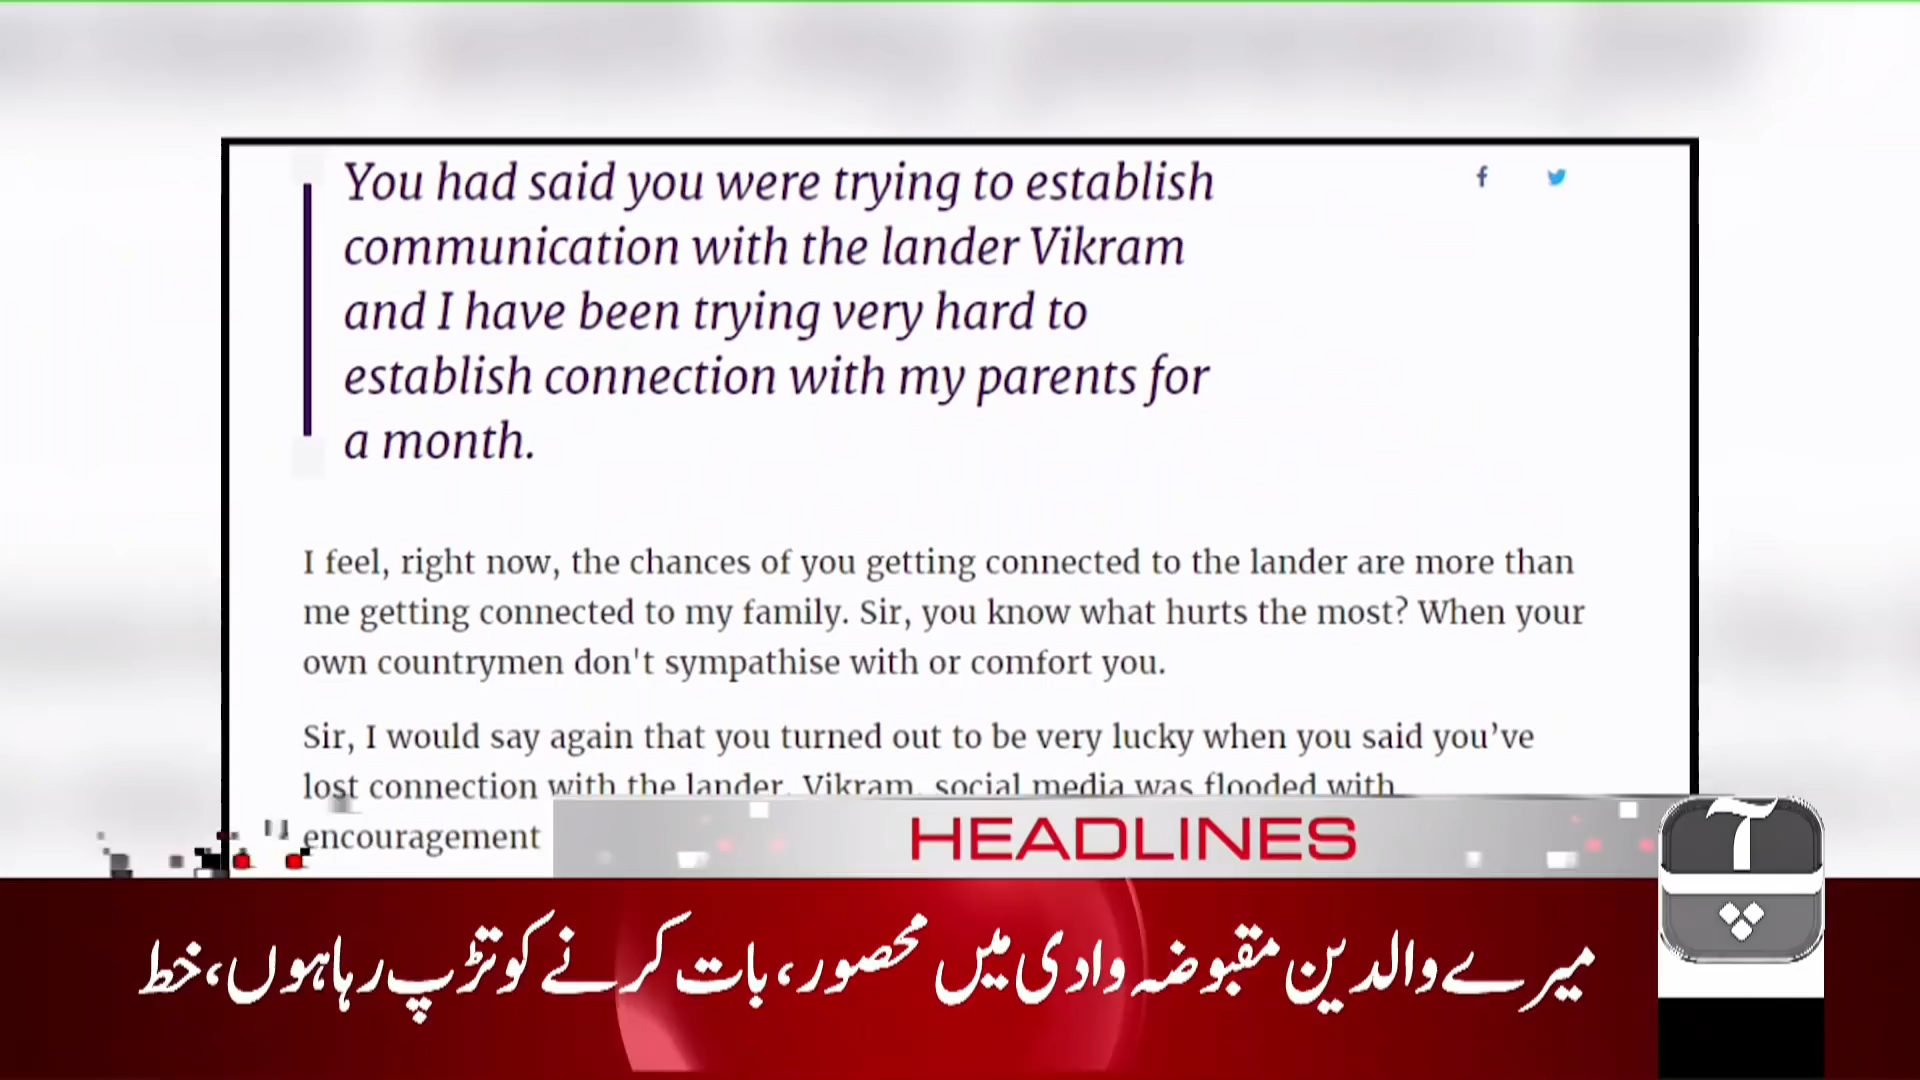 You had said you were trying to establish
communication with the lander Vikram
and I have been trying very hard to
establish connection with my parents for
a month.
I feel, right now, the chances of you getting connected to the lander are more than
me getting connected to my family. Sir, you know what hurts the most? When your
own countrymen don't sympathise with or comfort you.
Sir, I would say again that you turned out to be very lucky when you said you’ve
lost connection with the lander, Vikram, social media was flooded with
encouragement
HEADLINES
آپ
میرے والدین مقبوضہ وادی میں محصور، بات کرنے کو تڑپ رہا ہوں، خط